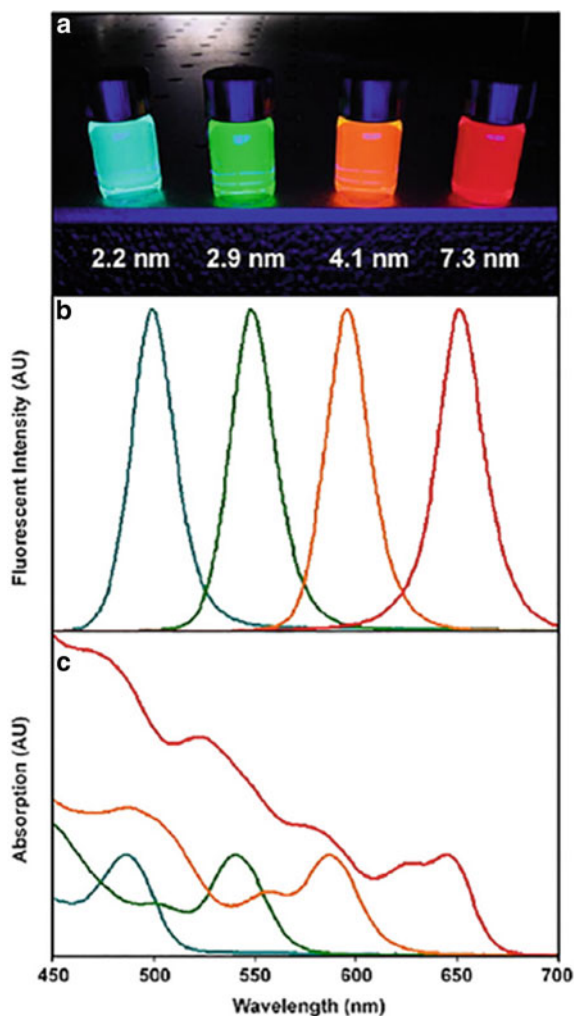 a
2.2 nm 2.9 nm 4.1 nm 7.3 nm
b
Fluorescent Intensity (AU)
c
Absorption (AU)
450 500 550 600 650 700
Wavelength (nm)